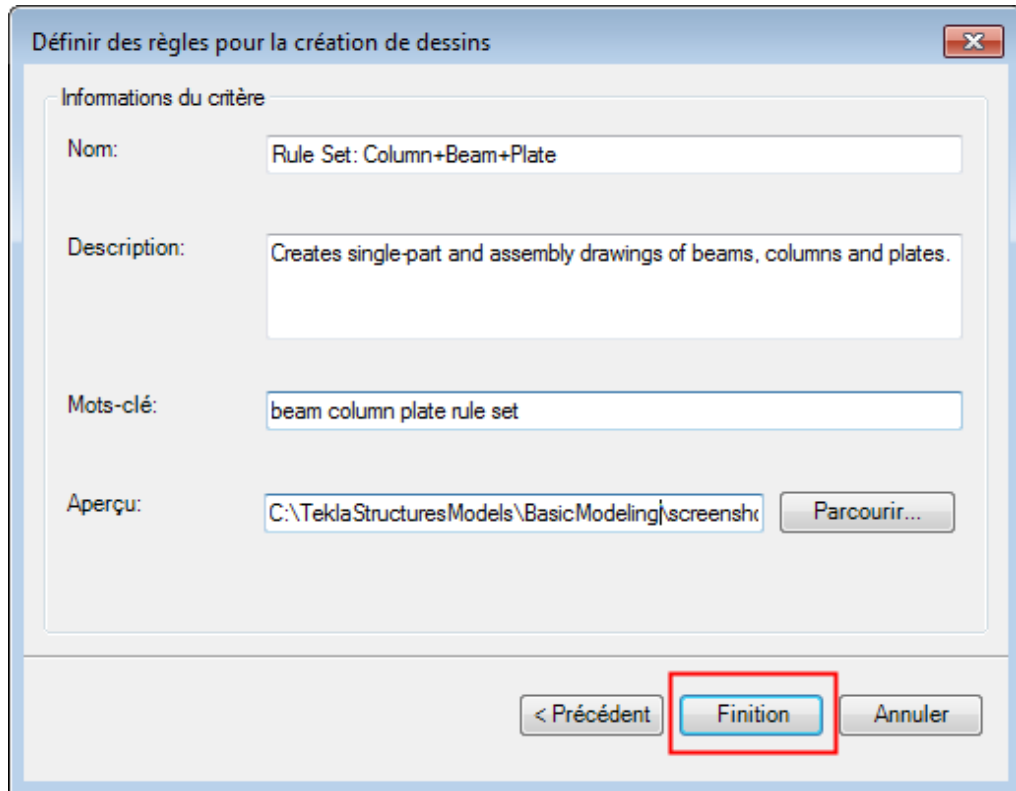 Définir des règles pour la création de dessins
Informations du critère
Nom: Rule Set: Column+Beam+Plate
Description: Creates single-part and assembly drawings of beams, columns and plates.
Mots-clé: beam column plate rule set
Aperçu: C:\TeklaStructuresModels\BasicModeling\screensho Parcourir...
< Précédent Finition Annuler